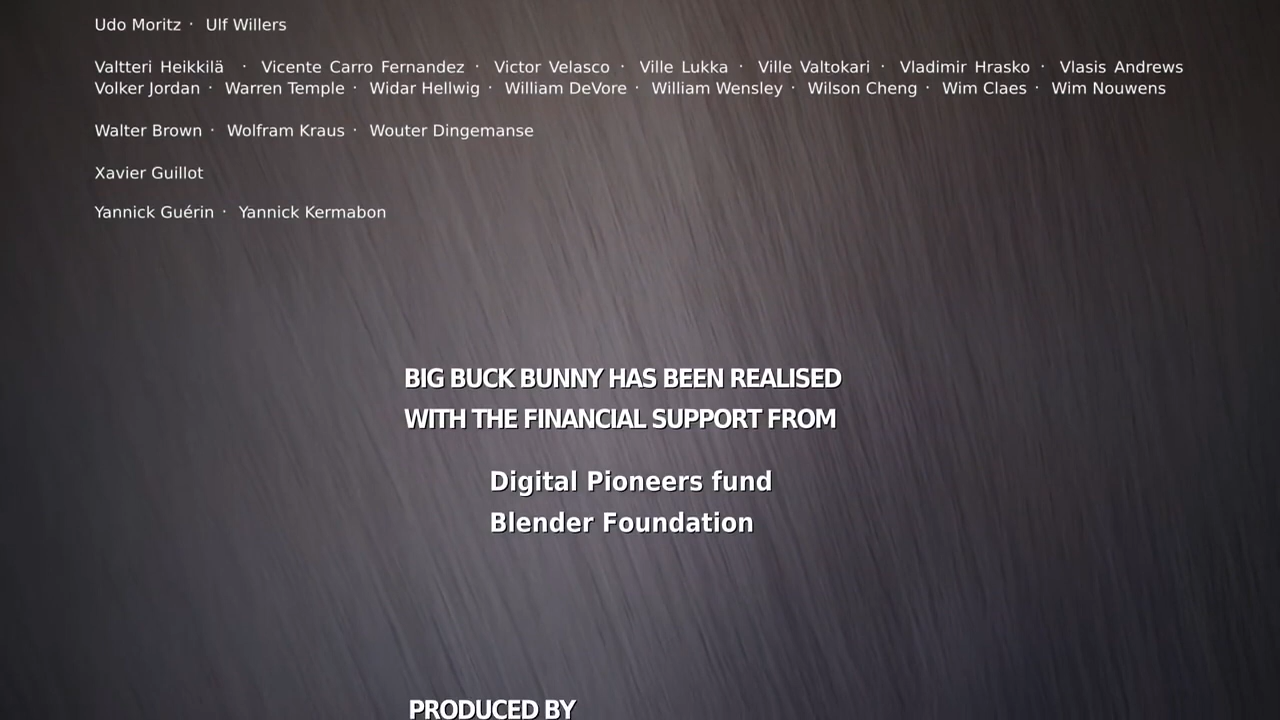 Udo Moritz · Ulf Willers
Valtteri Heikkilä · Vicente Carro Fernandez · Victor Velasco · Ville Lukka · Ville Valtokari · Vladimir Hrasko · Vlasis Andrews
Volker Jordan · Warren Temple · Widar Hellwig · William DeVore · William Wensley · Wilson Cheng · Wim Claes · Wim Nouwens
Walter Brown · Wolfram Kraus · Wouter Dingemanse
Xavier Guillot
Yannick Guérin · Yannick Kermabon
BIG BUCK BUNNY HAS BEEN REALISED
WITH THE FINANCIAL SUPPORT FROM
Digital Pioneers fund
Blender Foundation
PRODUCED BY